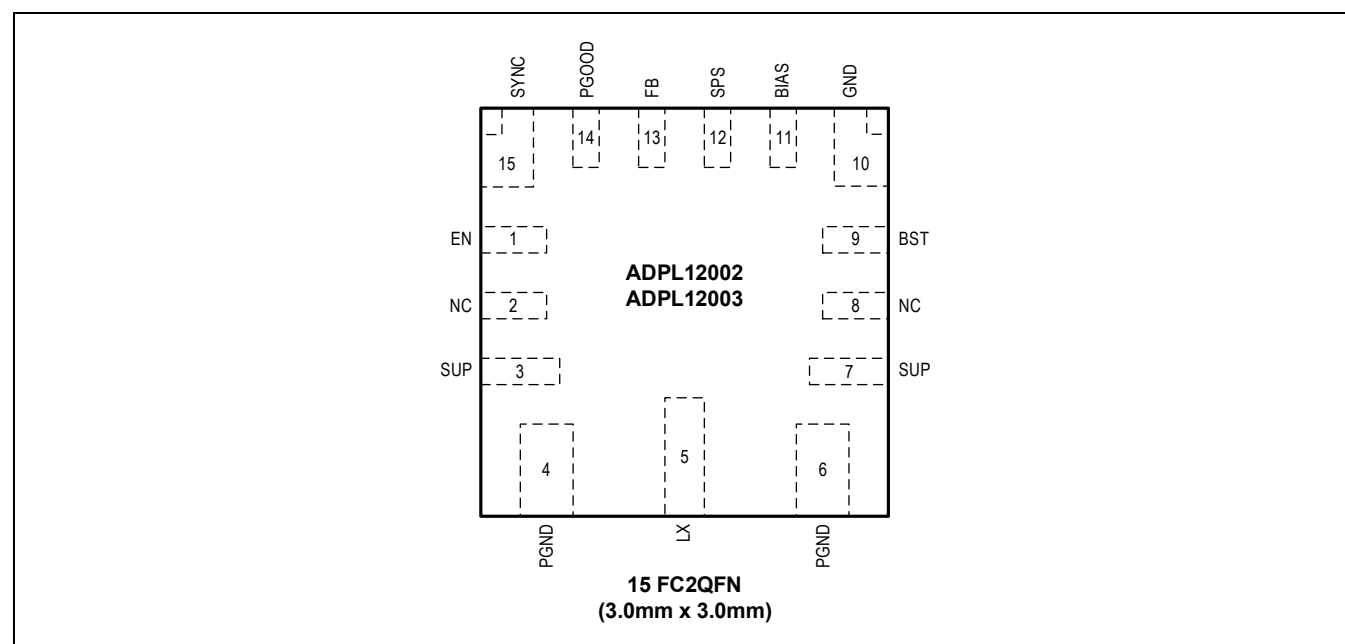 SYNC PGOOD FB SPS BIAS GND
15 14 13 12 11 10
EN 1 9 BST
ADPL12002
ADPL12003
NC 2 8 NC
SUP 3 7 SUP
4 5 6
PGND LX PGND
15 FC2QFN
(3.0mm x 3.0mm)